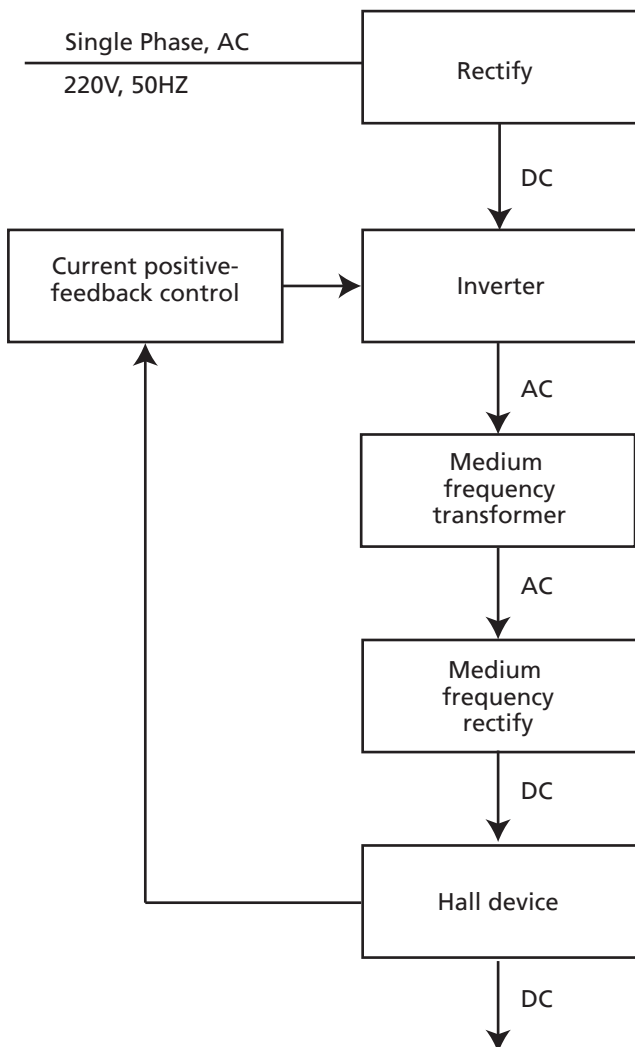 Single Phase, AC
220V, 50HZ
Rectify
DC
Current positive-
feedback control
Inverter
AC
Medium
frequency
transformer
AC
Medium
frequency
rectify
DC
Hall device
DC